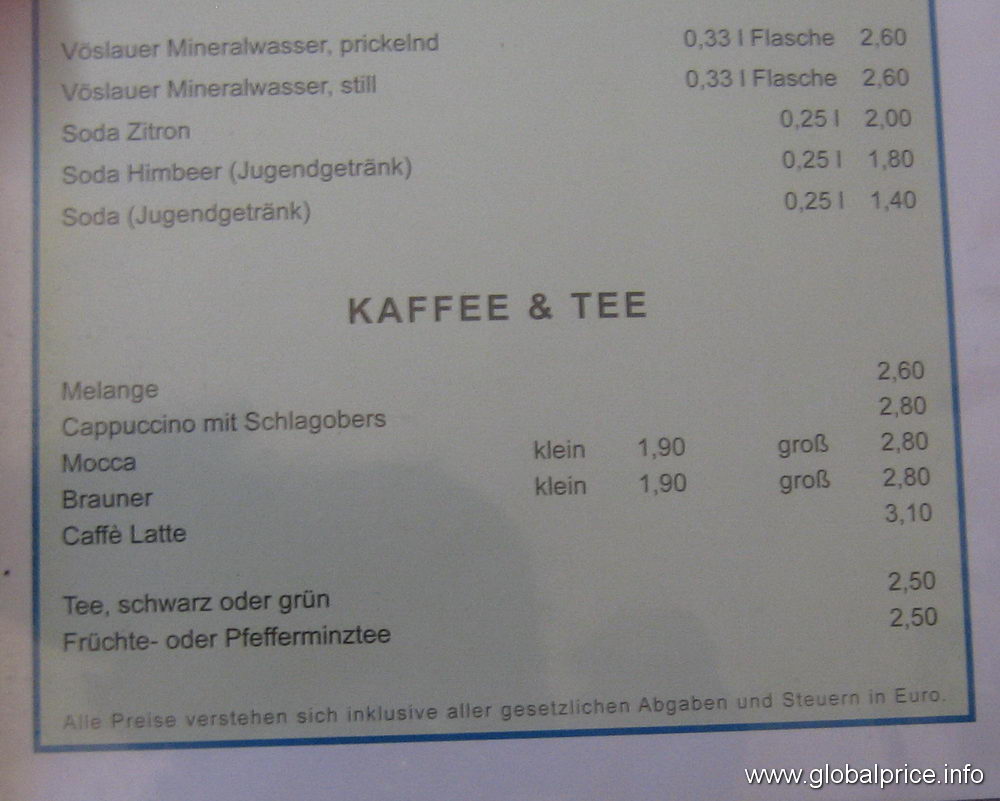 Vöslauer Mineralwasser, prickelnd 0,33 l Flasche 2,60
Vöslauer Mineralwasser, still 0,33 l Flasche 2,60
Soda Zitron 0,25 l 2,00
Soda Himbeer (Jugendgetränk) 0,25 l 1,80
Soda (Jugendgetränk) 0,25 l 1,40
KAFFEE & TEE
Melange 2,60
Cappuccino mit Schlagobers 2,80
Mocca klein 1,90 groß 2,80
Brauner klein 1,90 groß 2,80
Caffè Latte 3,10
Tee, schwarz oder grün 2,50
Früchte- oder Pfefferminztee 2,50
Alle Preise verstehen sich inklusive aller gesetzlichen Abgaben und Steuern in Euro.
www.globalprice.info